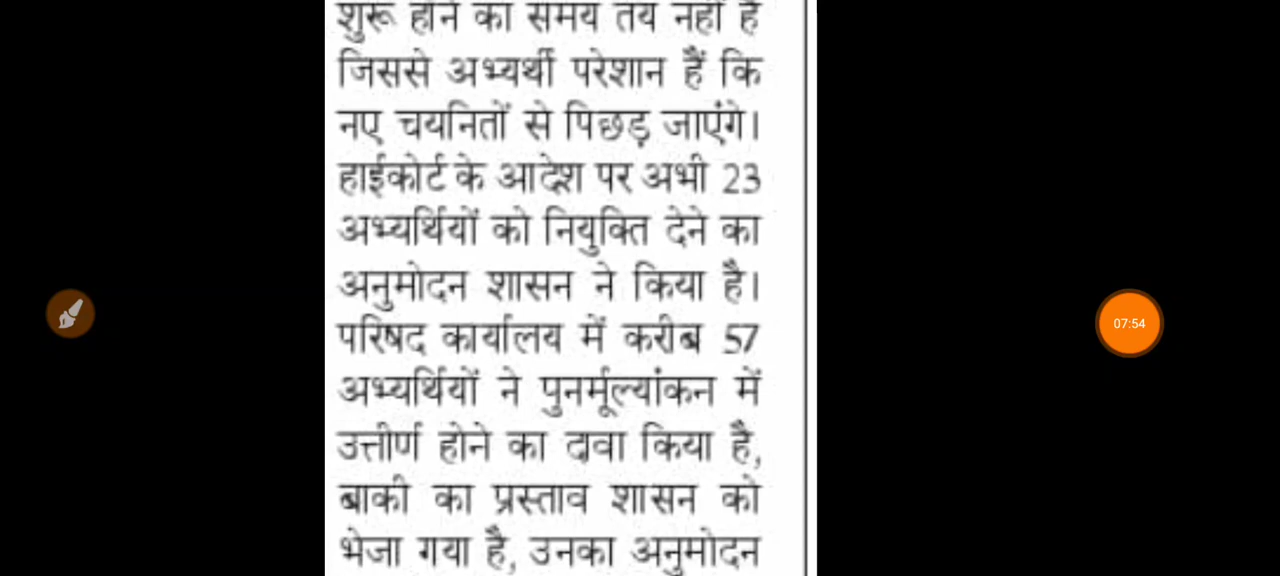 शुरू होने का समय तय नहीं है
जिससे अभ्यर्थी परेशान हैं कि
नए चयनितों से पिछड़ जाएंगे।
हाईकोर्ट के आदेश पर अभी 23
अभ्यर्थियों को नियुक्ति देने का
अनुमोदन शासन ने किया है।
परिषद कार्यालय में करीब 57
अभ्यर्थियों ने पुनर्मूल्यांकन में
उत्तीर्ण होने का दावा किया है,
बाकी का प्रस्ताव शासन को
भेजा गया है, उनका अनुमोदन
07:54